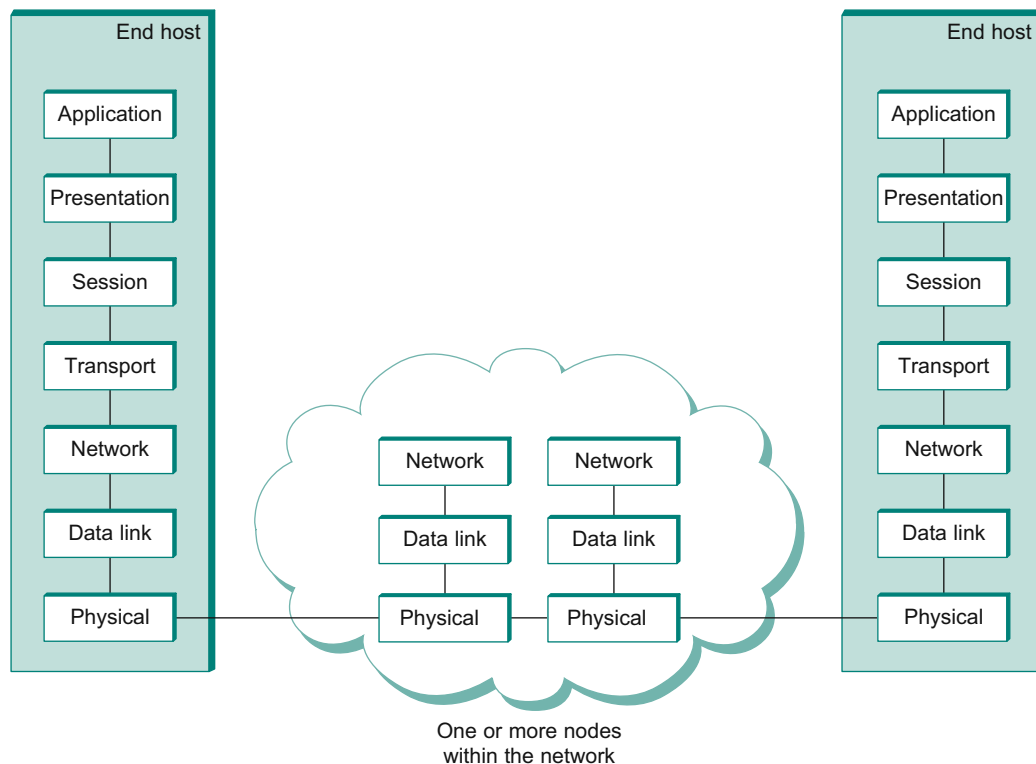 End host
Application
Presentation
Session
Transport
Network
Data link
Physical
Network
Data link
Physical
Network
Data link
Physical
One or more nodes
within the network
End host
Application
Presentation
Session
Transport
Network
Data link
Physical